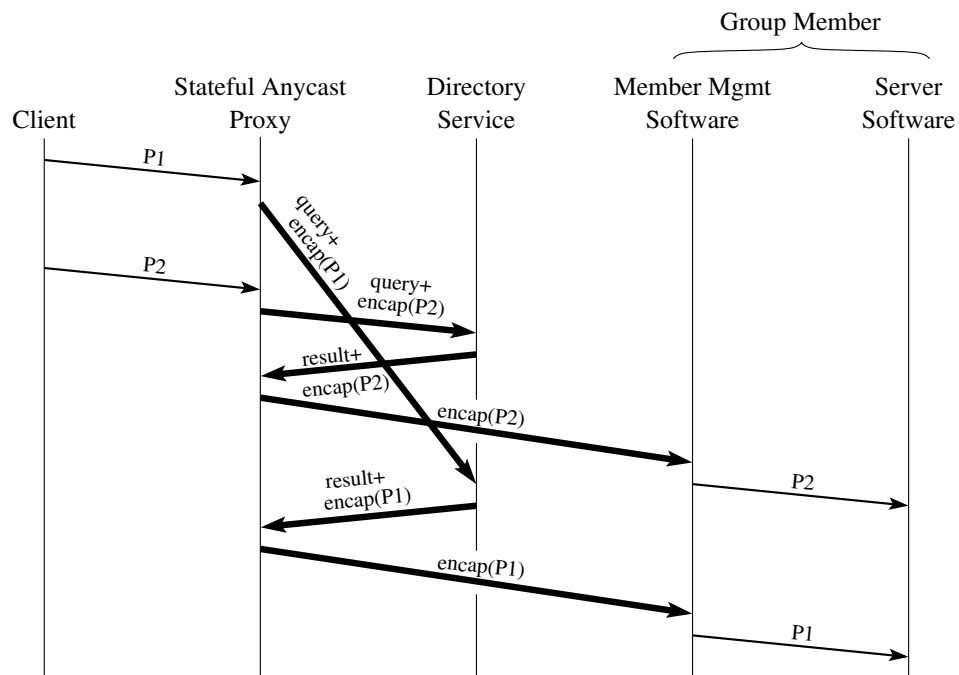 Group Member
Stateful Anycast
Directory
Member Mgmt
Server
Client
Proxy
Service
Software
Software
P1
query+
encap(P1)
P2
query+
encap(P2)
result+
encap(P2)
encap(P2)
P2
result+
encap(P1)
encap(P1)
P1